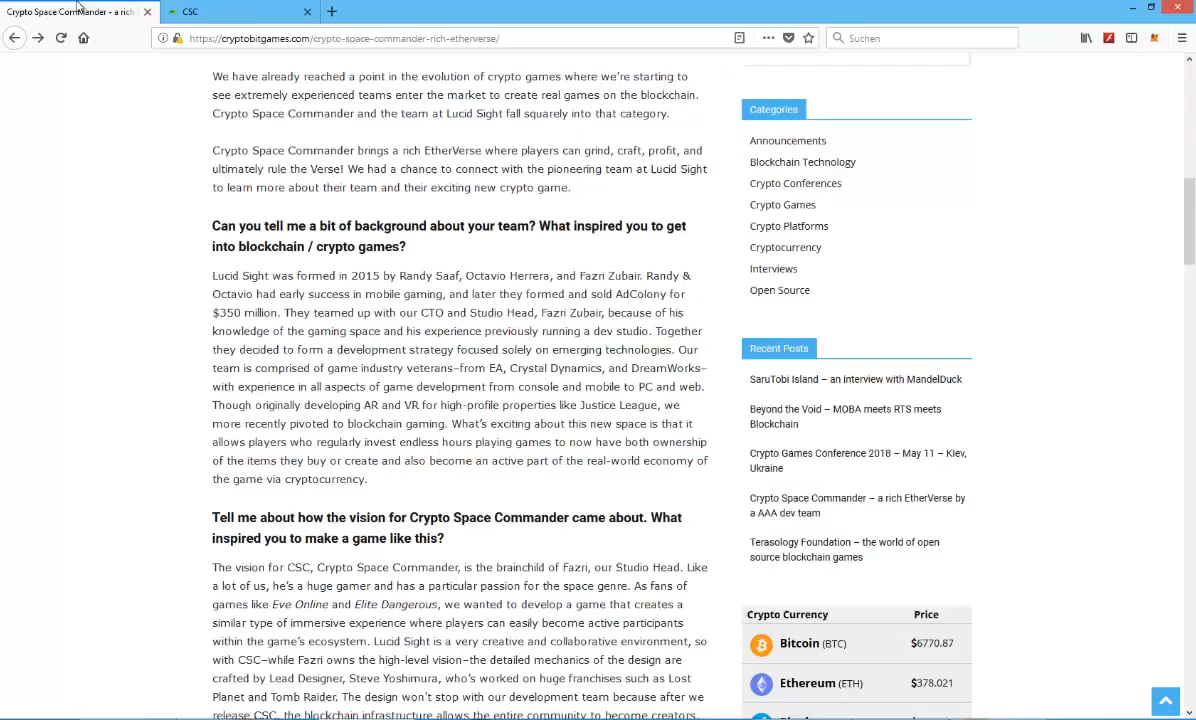 Crypto Space Commander - a rich
CSC
https://cryptobitgames.com/crypto-space-commander-rich-etherverse/
Suchen
We have already reached a point in the evolution of crypto games where we're starting to
see extremely experienced teams enter the market to create real games on the blockchain.
Crypto Space Commander and the team at Lucid Sight fall squarely into that category.
Crypto Space Commander brings a rich EtherVerse where players can grind, craft, profit, and
ultimately rule the Verse! We had a chance to connect with the pioneering team at Lucid Sight
to learn more about their team and their exciting new crypto game.
Can you tell me a bit of background about your team? What inspired you to get
into blockchain / crypto games?
Lucid Sight was formed in 2015 by Randy Saaf, Octavio Herrera, and Fazri Zubair. Randy &
Octavio had early success in mobile gaming, and later they formed and sold AdColony for
$350 million. They teamed up with our CTO and Studio Head, Fazri Zubair, because of his
knowledge of the gaming space and his experience previously running a dev studio. Together
they decided to form a development strategy focused solely on emerging technologies. Our
team is comprised of game industry veterans–from EA, Crystal Dynamics, and DreamWorks–
with experience in all aspects of game development from console and mobile to PC and web.
Though originally developing AR and VR for high-profile properties like Justice League, we
more recently pivoted to blockchain gaming. What's exciting about this new space is that it
allows players who regularly invest endless hours playing games to now have both ownership
of the items they buy or create and also become an active part of the real-world economy of
the game via cryptocurrency.
Tell me about how the vision for Crypto Space Commander came about. What
inspired you to make a game like this?
The vision for CSC, Crypto Space Commander, is the brainchild of Fazri, our Studio Head. Like
a lot of us, he's a huge gamer and has a particular passion for the space genre. As fans of
games like Eve Online and Elite Dangerous, we wanted to develop a game that creates a
similar type of immersive experience where players can easily become active participants
within the game's ecosystem. Lucid Sight is a very creative and collaborative environment, so
with CSC–while Fazri owns the high-level vision–the detailed mechanics of the design are
crafted by Lead Designer, Steve Yoshimura, who's worked on huge franchises such as Lost
Planet and Tomb Raider. The design won't stop with our development team because after we
release CSC, the blockchain infrastructure allows the entire community to become creators.
Categories
Announcements
Blockchain Technology
Crypto Conferences
Crypto Games
Crypto Platforms
Cryptocurrency
Interviews
Open Source
Recent Posts
SaruTobi Island – an interview with MandelDuck
Beyond the Void – MOBA meets RTS meets
Blockchain
Crypto Games Conference 2018 – May 11 – Kiev,
Ukraine
Crypto Space Commander – a rich EtherVerse by
a AAA dev team
Terasology Foundation – the world of open
source blockchain games
Crypto Currency Price
Bitcoin (BTC) $6770.87
Ethereum (ETH) $378.021